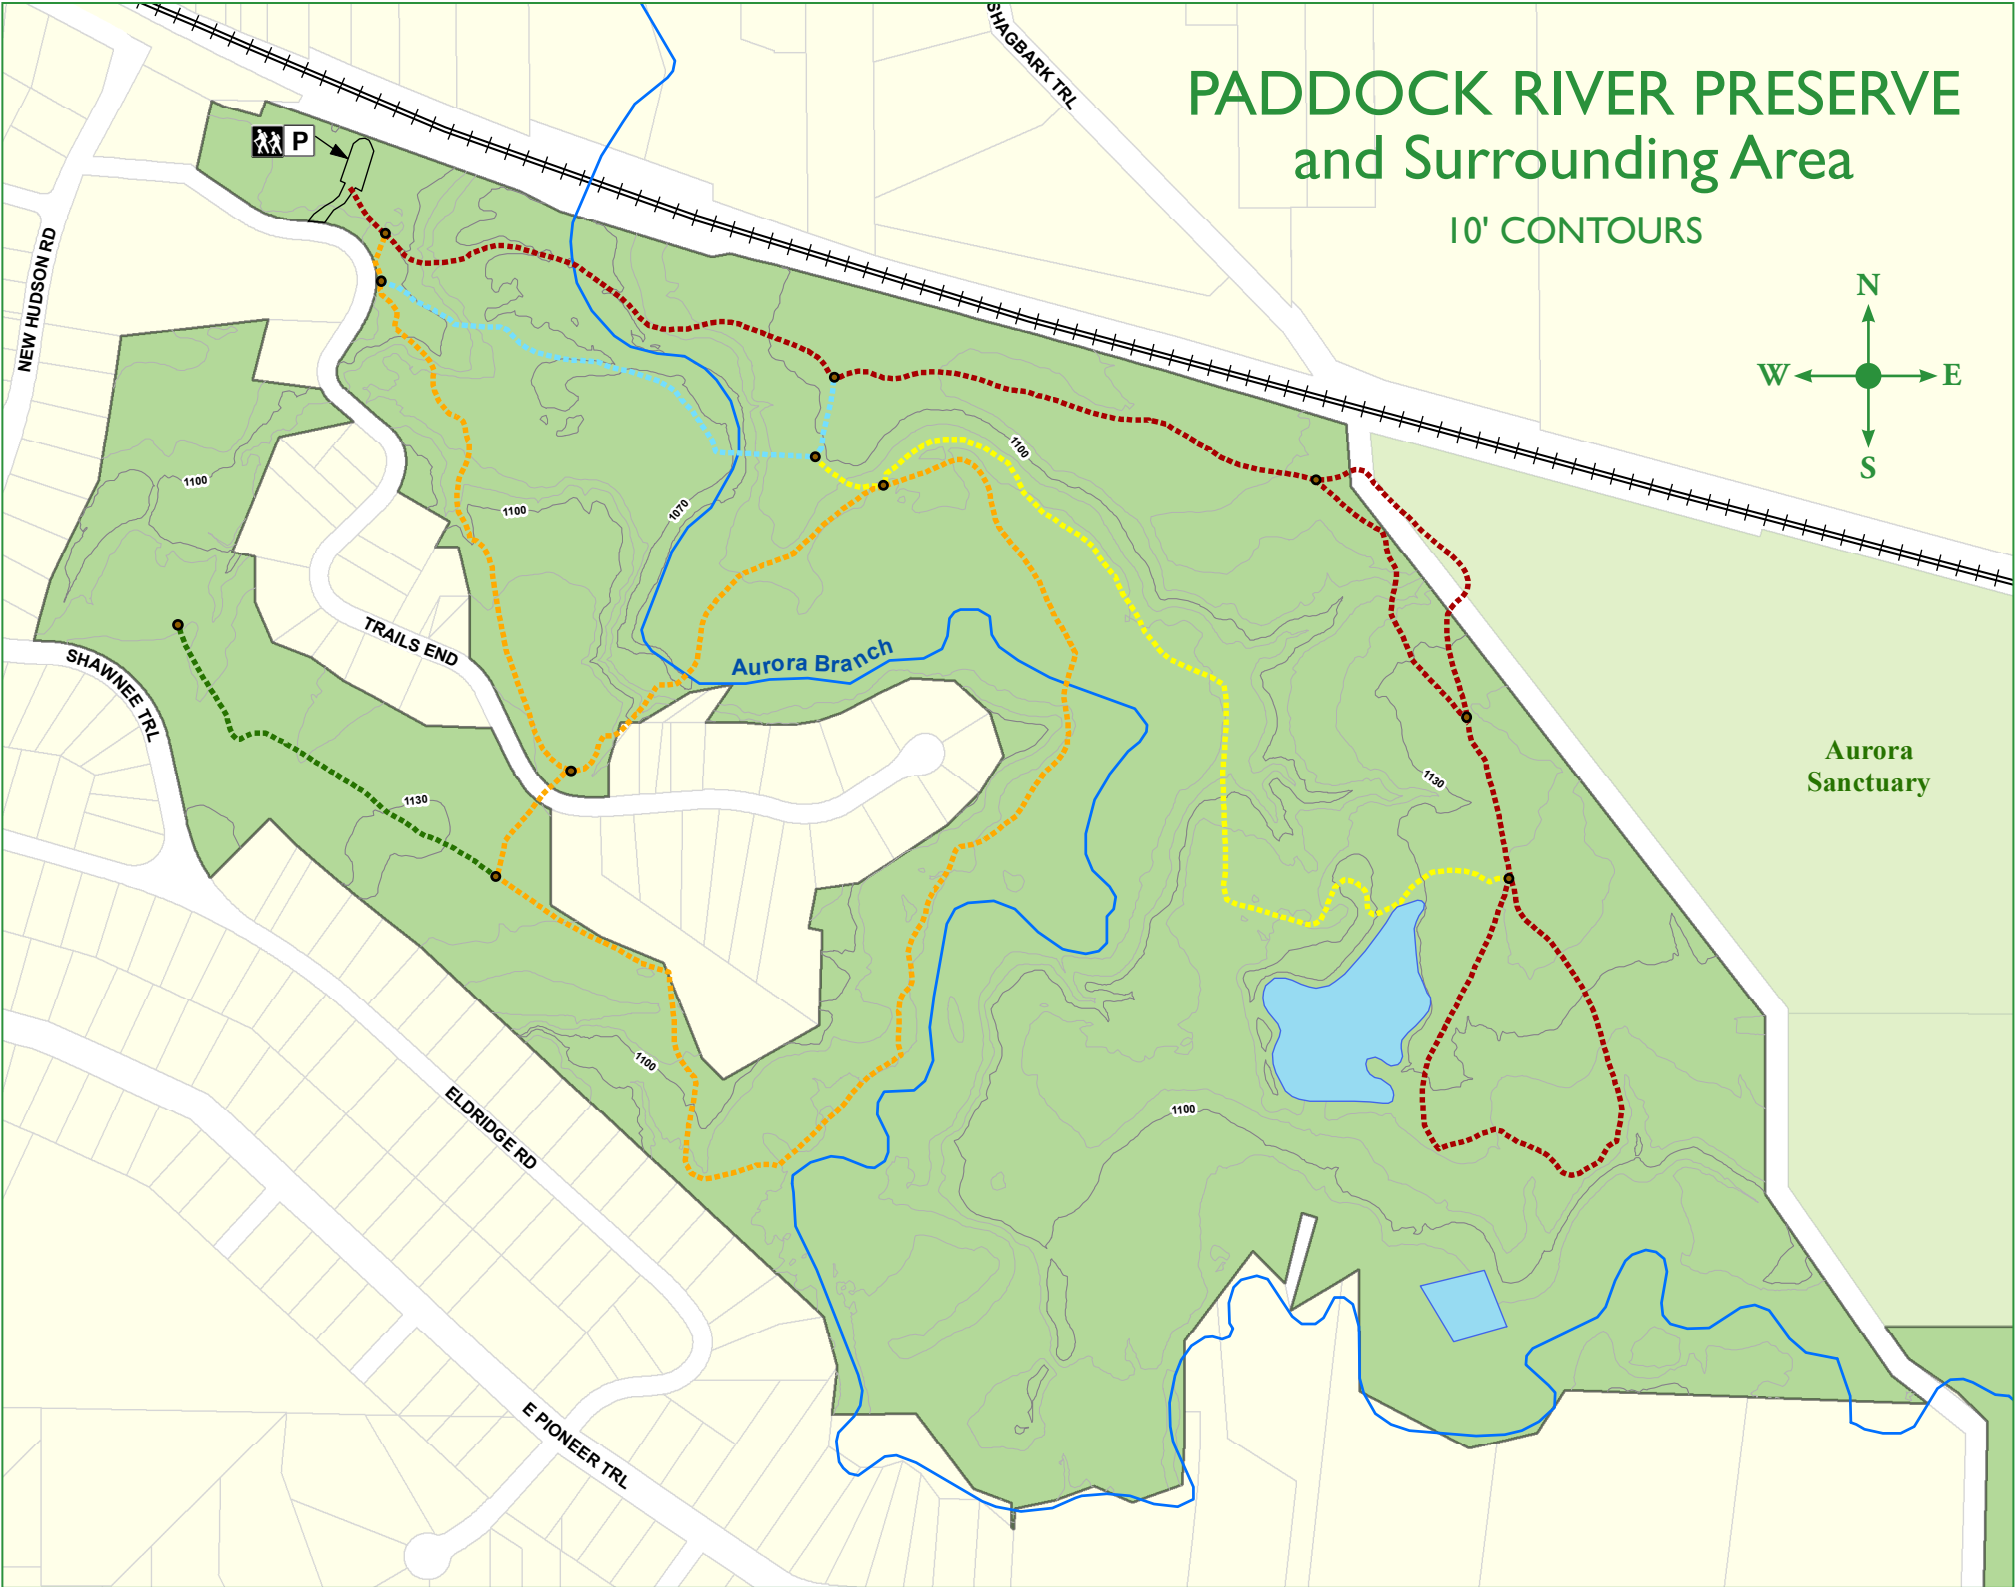 SHAGBARK TRL
PADDOCK RIVER PRESERVE
and Surrounding Area
10' CONTOURS
P
NEW HUDSON RD
N
W
E
S
1100
1100
1100
1070
TRAILS END
SHAWNEE TRL
Aurora Branch
Aurora
Sanctuary
1130
1130
1100
1100
ELDRIDGE RD
E PIONEER TRL